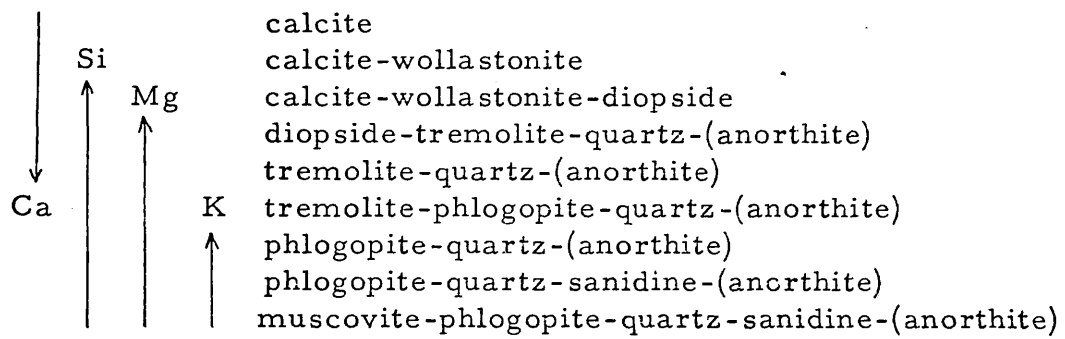 calcite
Si calcite-wollastonite
Mg calcite-wollastonite-diopside
diopside-tremolite-quartz-(anorthite)
tremolite-quartz-(anorthite)
Ca K tremolite-phlogopite-quartz-(anorthite)
phlogopite-quartz-(anorthite)
phlogopite-quartz-sanidine-(ancrthite)
muscovite-phlogopite-quartz-sanidine-(anorthite)